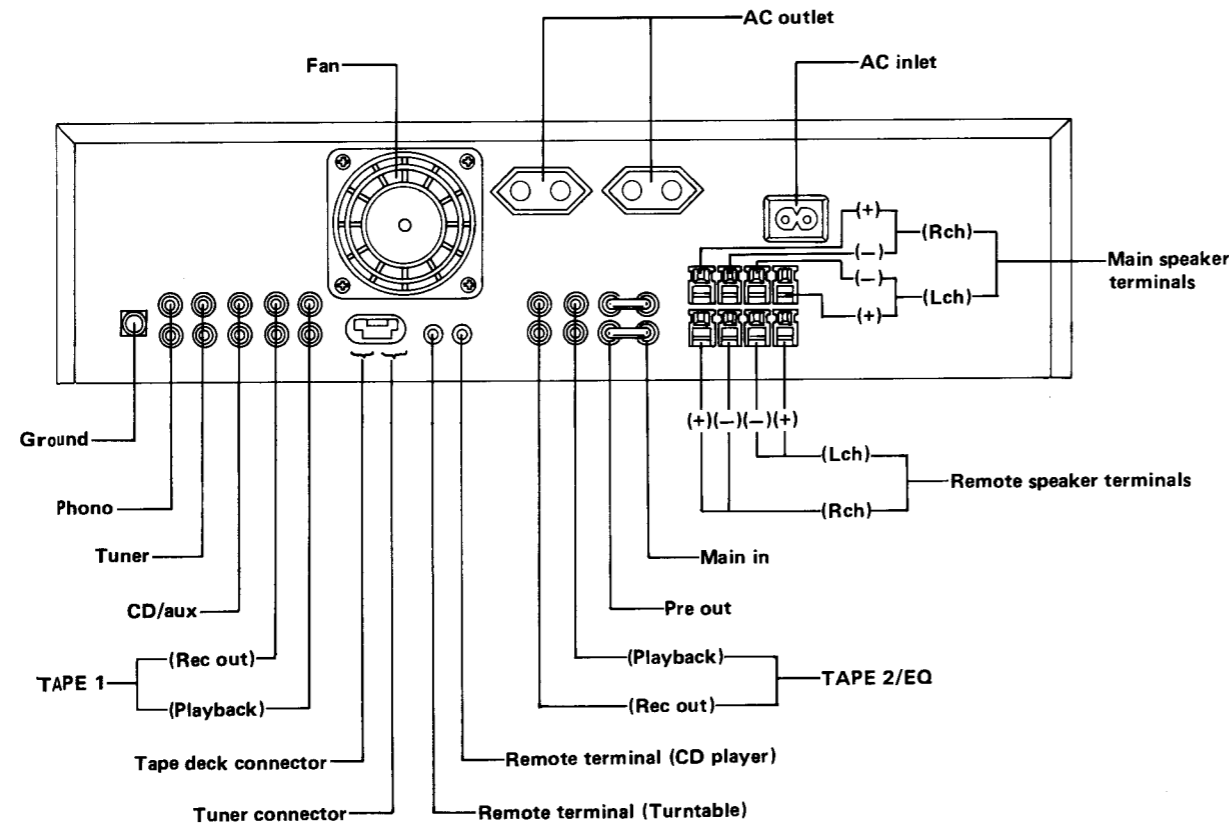 AC outlet
Fan
AC inlet
(+)
(Rch)
(−)
Main speaker
terminals
(−)
(Lch)
(+)
(+)(−)(−)(+)
Ground
(Lch)
Remote speaker terminals
(Rch)
Phono
Tuner
Main in
CD/aux
Pre out
(Rec out)
TAPE 1
(Playback)
(Playback)
TAPE 2/EQ
(Rec out)
Tape deck connector
Remote terminal (CD player)
Tuner connector
Remote terminal (Turntable)